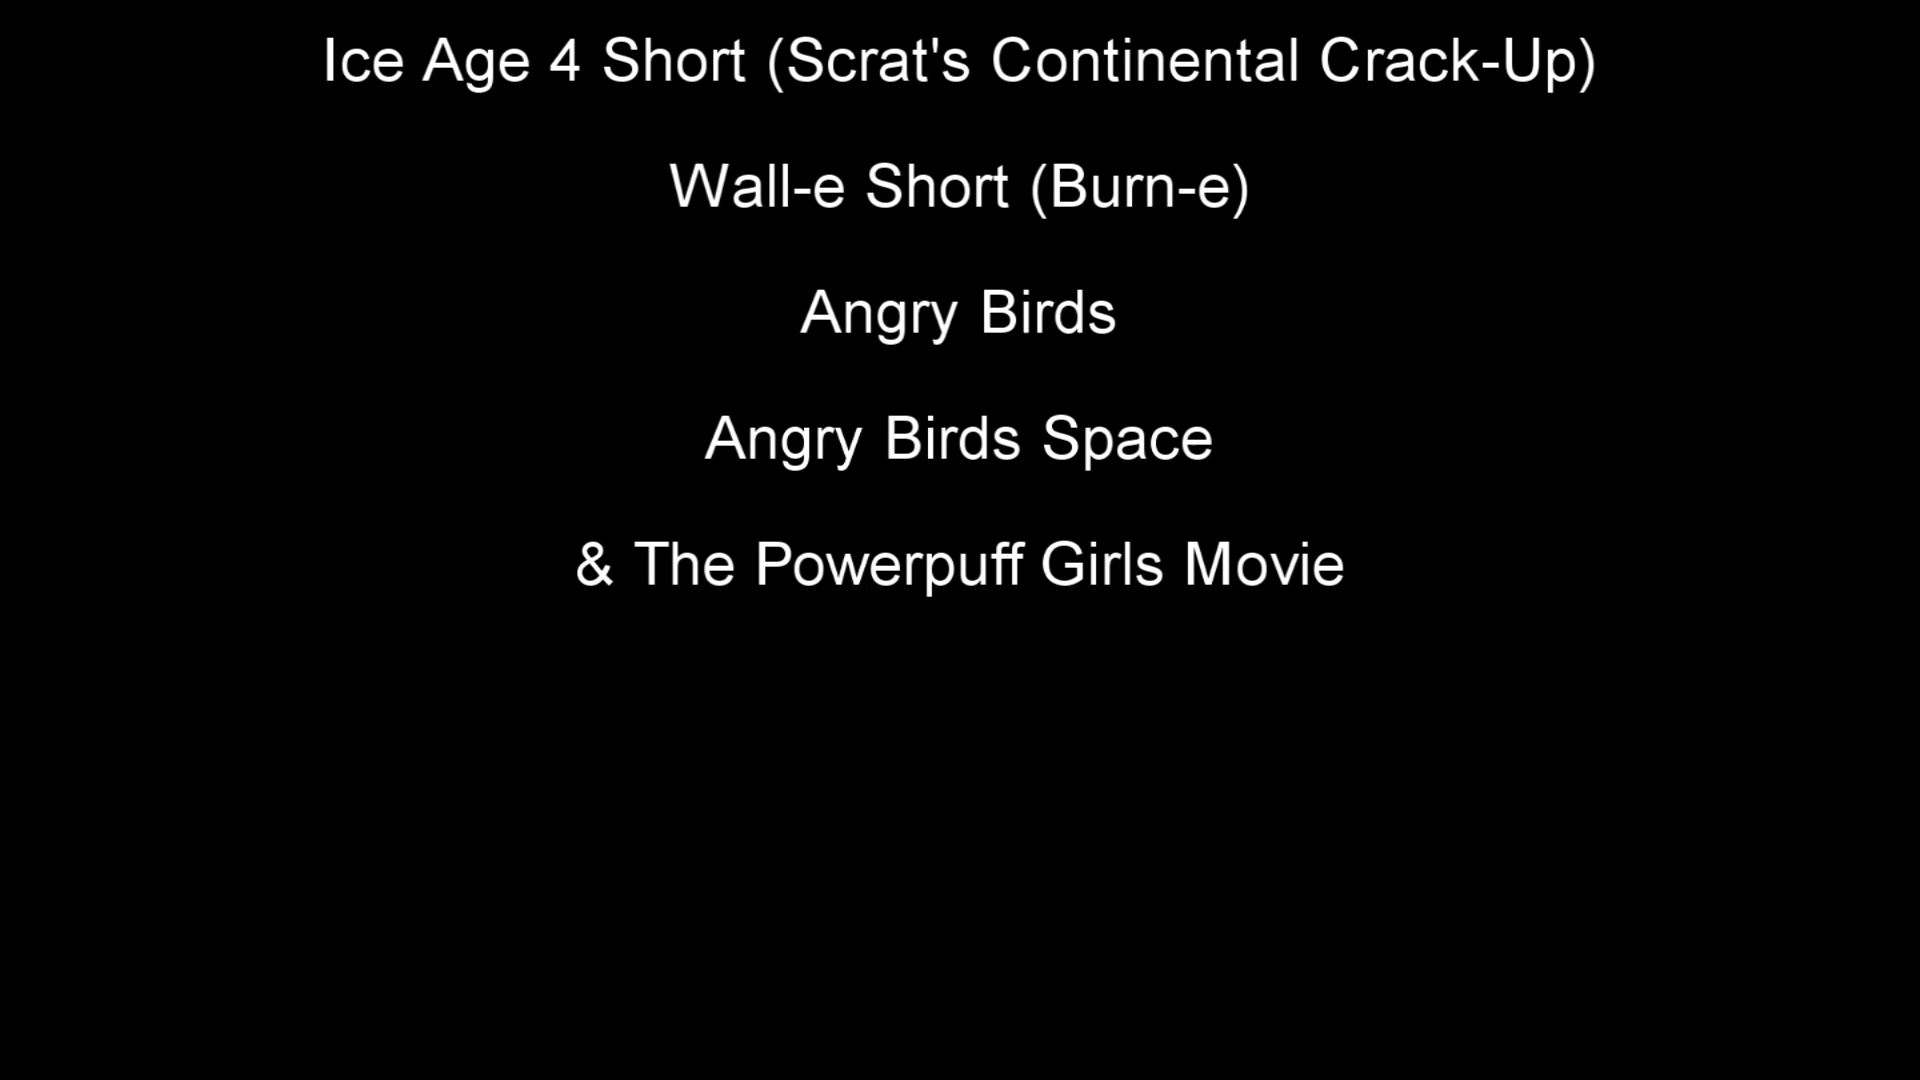 Ice Age 4 Short (Scrat's Continental Crack-Up)
Wall-e Short (Burn-e)
Angry Birds
Angry Birds Space
& The Powerpuff Girls Movie